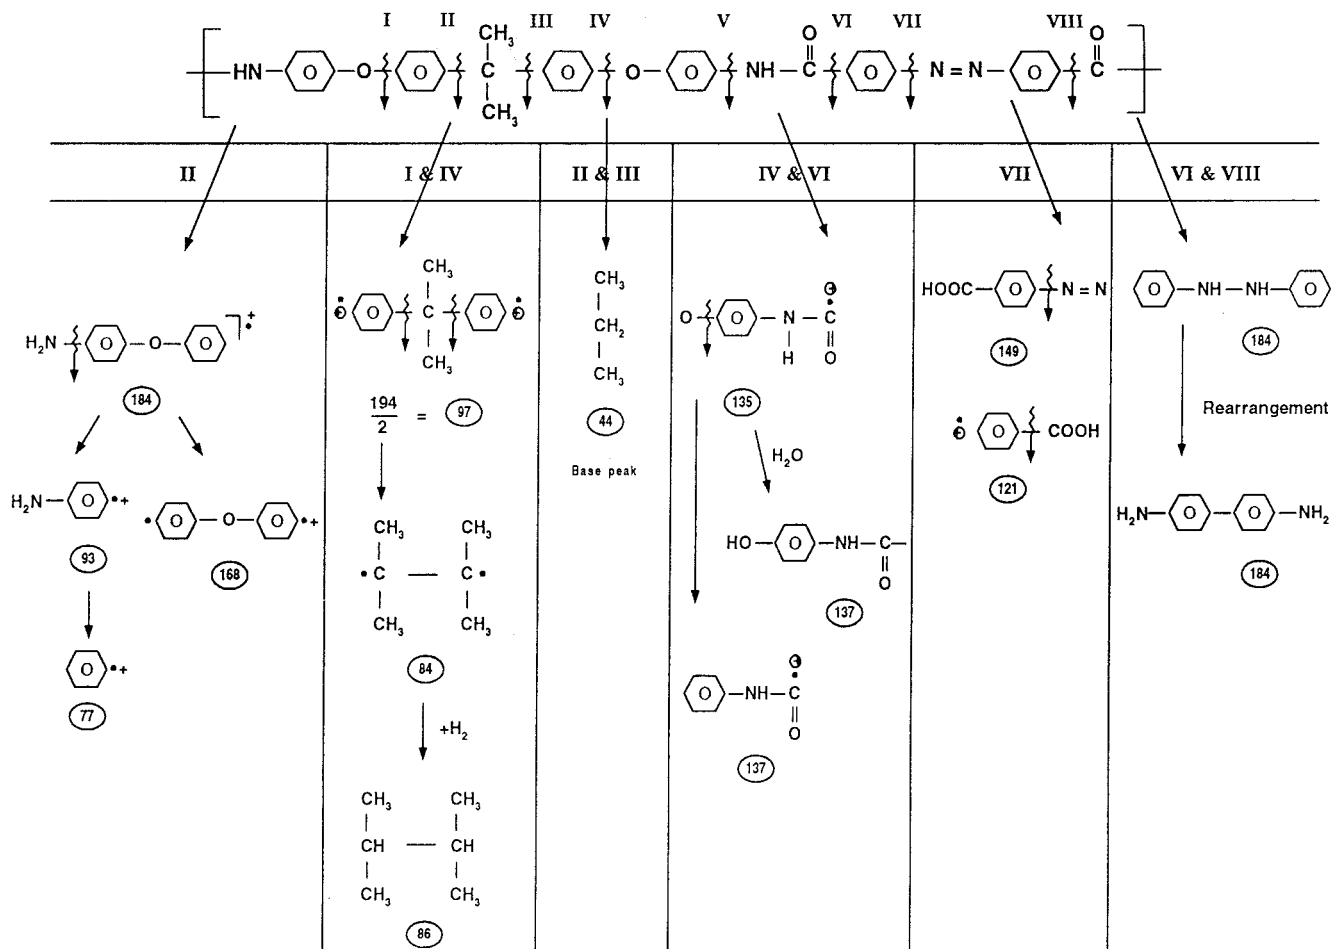 I II III IV V VI VII VIII
CH3 O O
HN O O C O O O NH C O N=N O C
CH3
II I & IV II & III IV & VI VII VI & VIII
H2N O O O •+
184
93 168
H2N O •+ • O O O •+
O •+
77
CH3
O C O
CH3
194/2 = 97
CH3 CH3
•C — C•
CH3 CH3
84
+H2
CH3 CH3
CH — CH
CH3 CH3
86
CH3
CH2
CH3
44
Base peak
O O N C
H O
135
H2O
HO O NH C
O
137
O NH C
O
137
HOOC O N=N
149
O COOH
121
O NH NH O
184
Rearrangement
H2N O O NH2
184